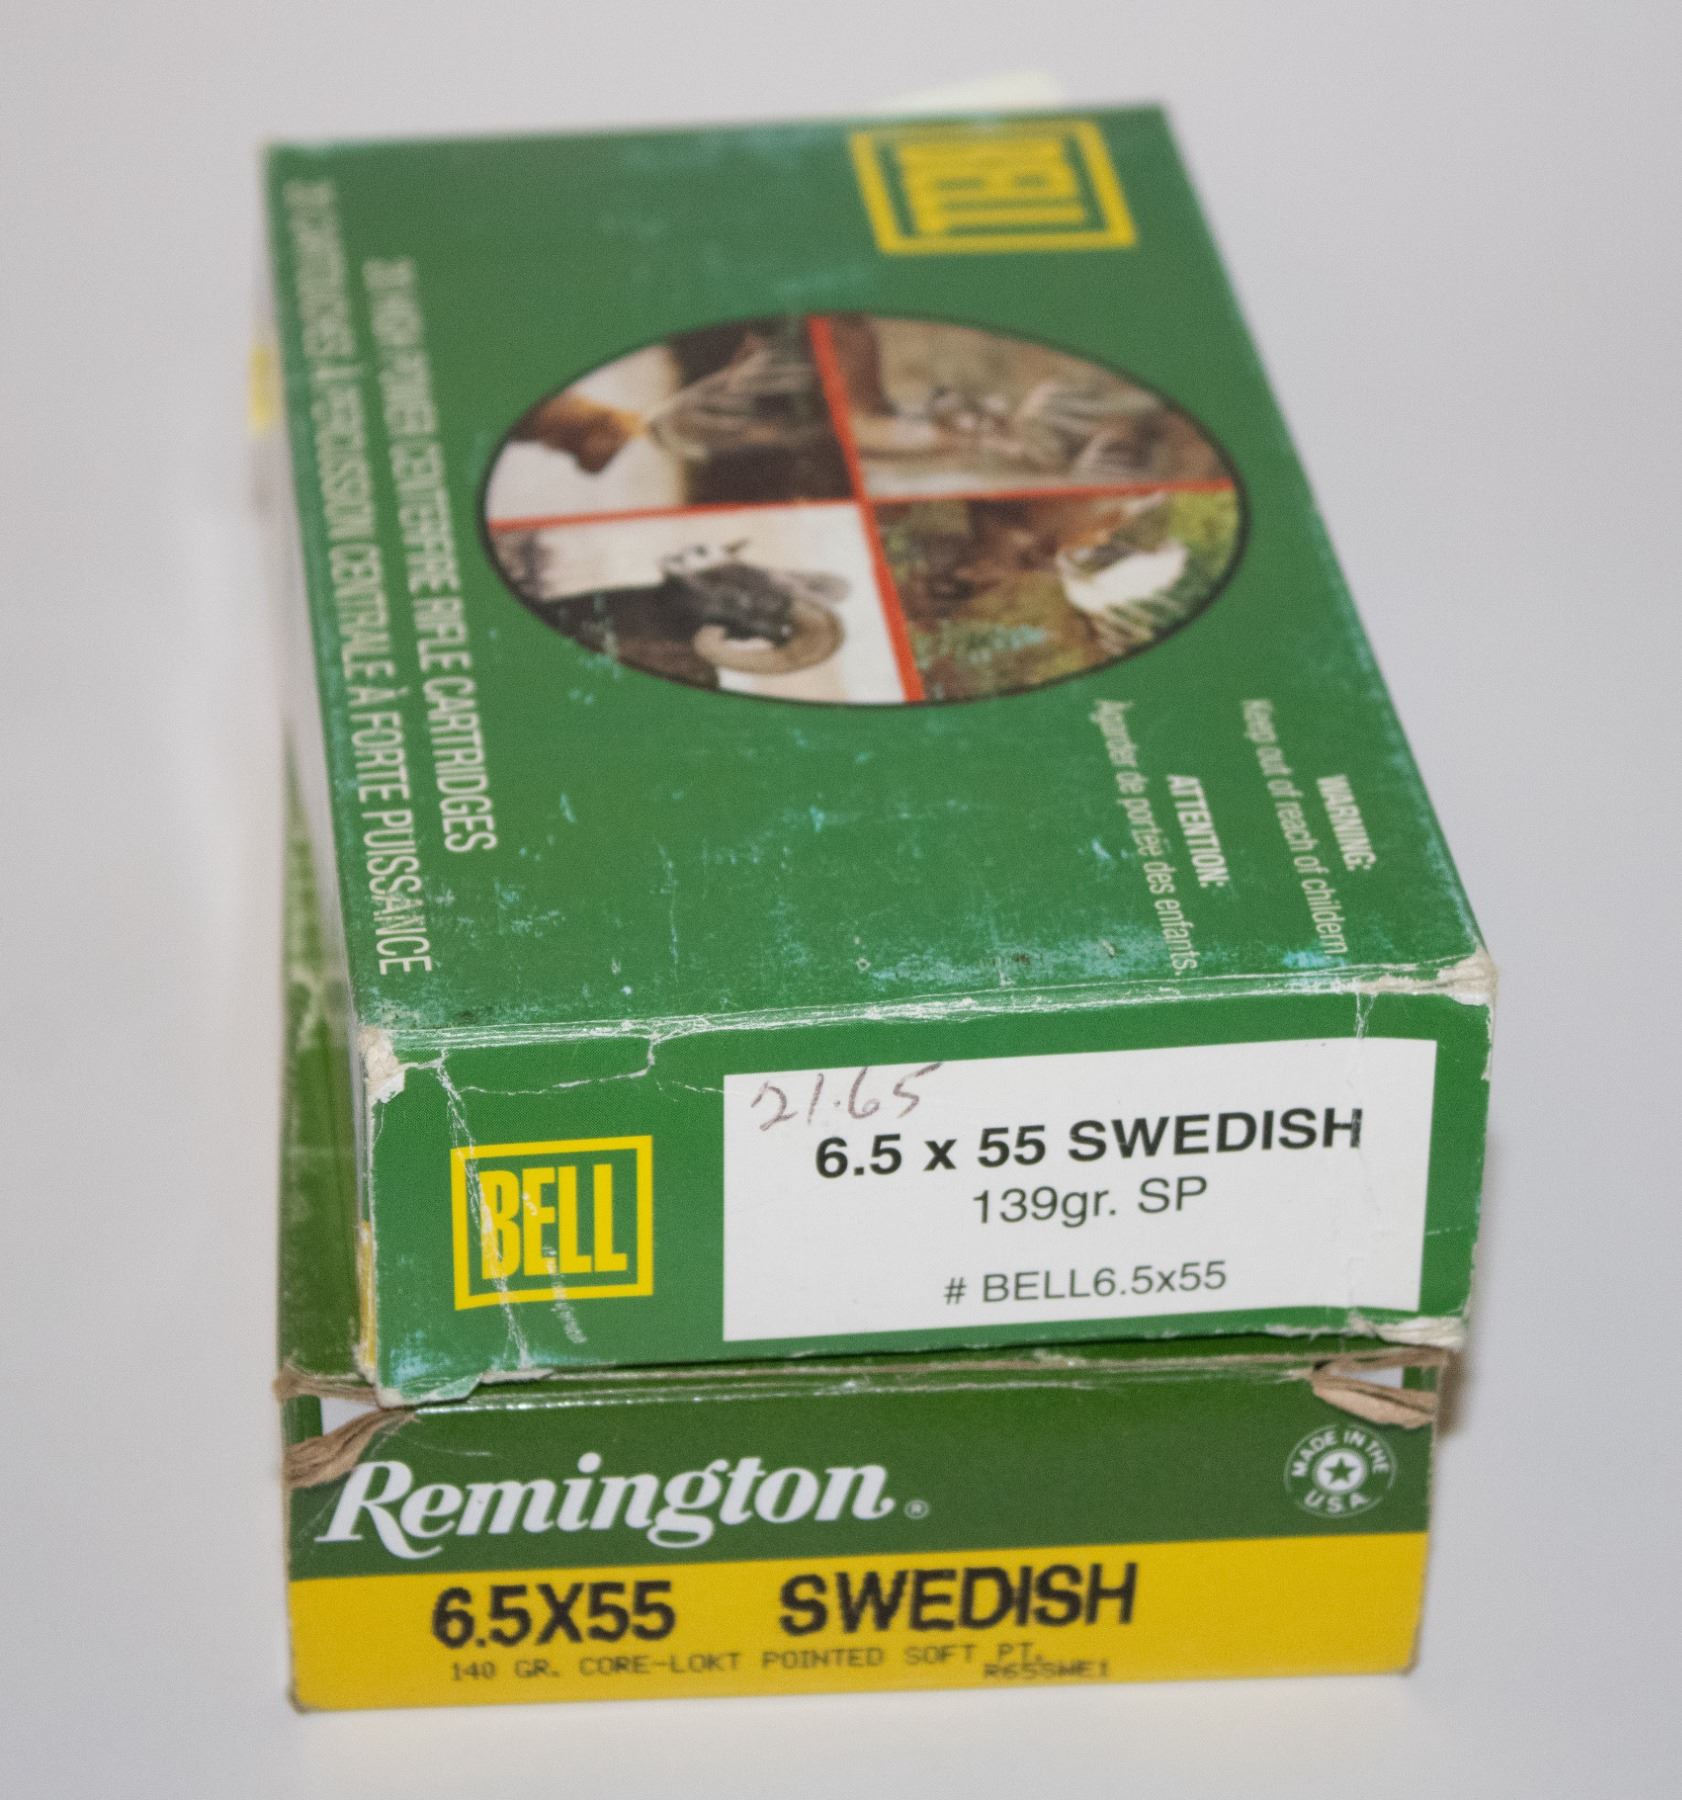 BELL
20 HIGH POWER CENTERFIRE RIFLE CARTRIDGES
20 CARTOUCHES À PERCUSSION CENTRALE À FORTE PUISSANCE
WARNING:
Keep out of reach of childern
ATTENTION:
Agarder de portée des enfants.
21.65
6.5 x 55 SWEDISH
139gr. SP
# BELL6.5x55
BELL
Remington®
MADE IN THE U.S.A.
6.5X55 SWEDISH
140 GR. CORE-LOKT POINTED SOFT PT.
R65SWE1